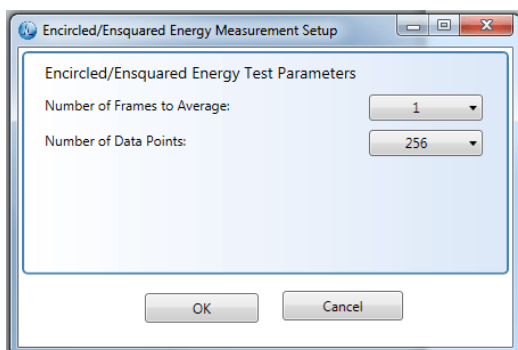 Encircled/Ensquared Energy Measurement Setup
Encircled/Ensquared Energy Test Parameters
Number of Frames to Average: 1
Number of Data Points: 256
OK Cancel